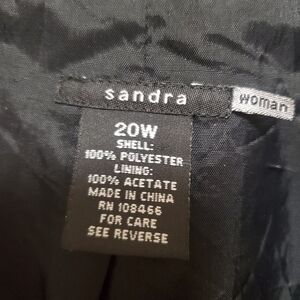 sandra woman
20W
SHELL:
100% POLYESTER
LINING:
100% ACETATE
MADE IN CHINA
RN 108466
FOR CARE
SEE REVERSE